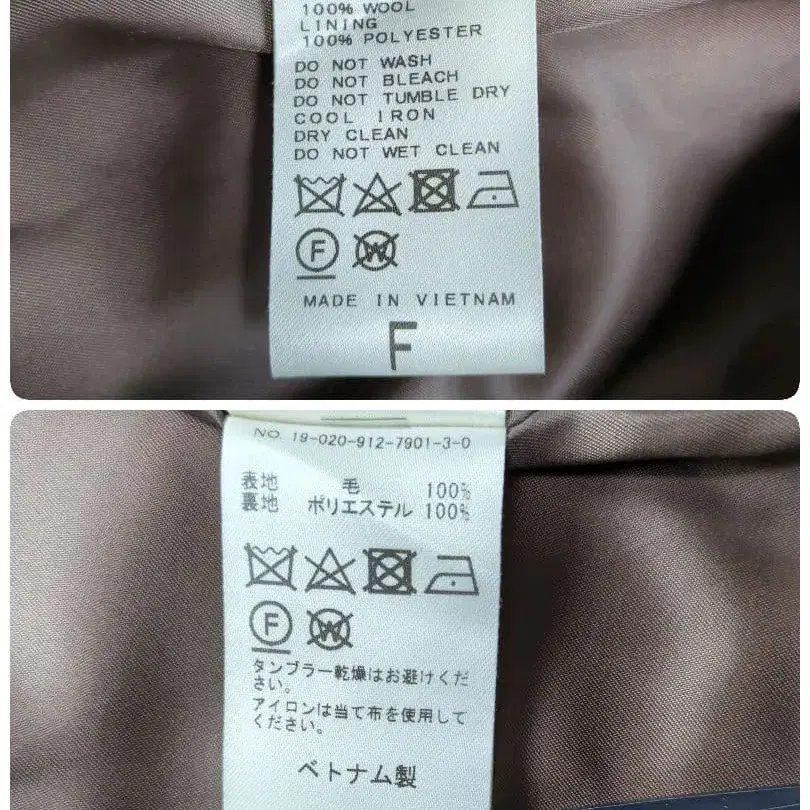 100% WOOL
LINING
100% POLYESTER
DO NOT WASH
DO NOT BLEACH
DO NOT TUMBLE DRY
COOL IRON
DRY CLEAN
DO NOT WET CLEAN
F W
MADE IN VIETNAM
F
NO. 19-020-912-7901-3-0
表地 毛 100%
裏地 ポリエステル 100%
F W
タンブラー乾燥はお避けくだ
さい。
アイロンは当て布を使用して
ください。
ベトナム製